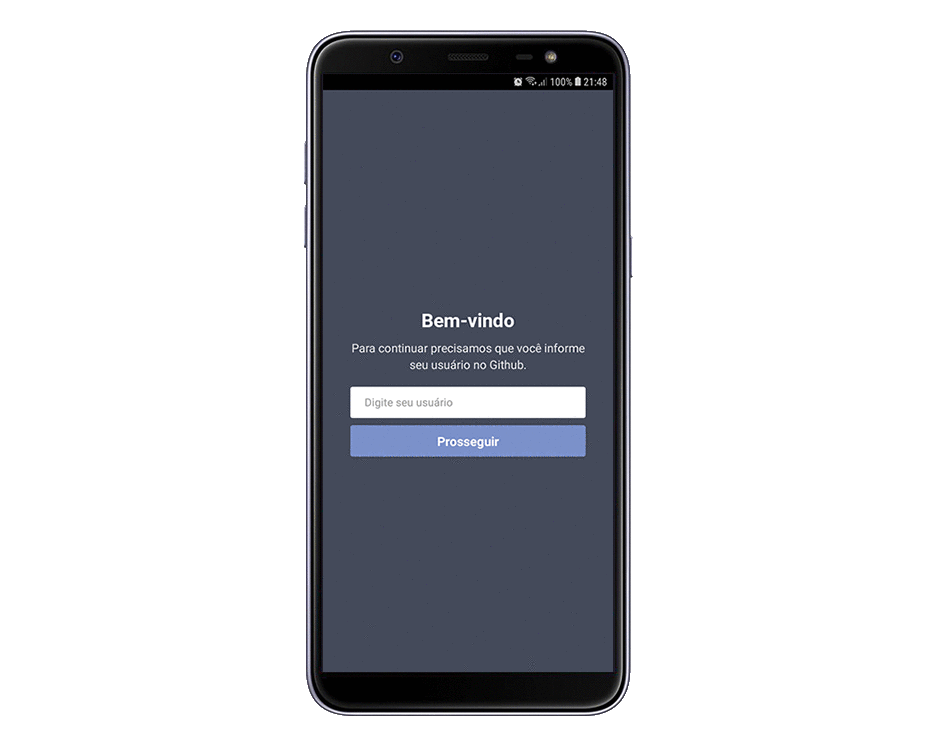 100% 21:48
Bem-vindo
Para continuar precisamos que você informe
seu usuário no Github.
Digite seu usuário
Prosseguir